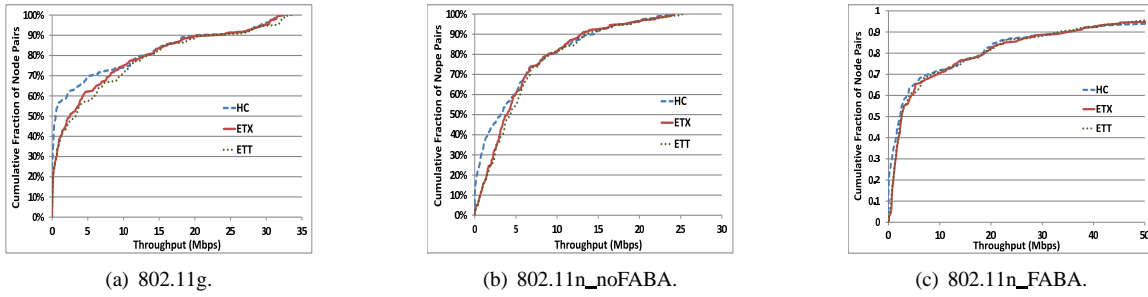 Cumulative Fraction of Node Pairs
100%
90%
80%
70%
60%
50%
40%
30%
20%
10%
0%
HC
ETX
ETT
0 5 10 15 20 25 30 35
Throughput (Mbps)
(a) 802.11g.
Cumulative Fraction of Nope Pairs
100%
90%
80%
70%
60%
50%
40%
30%
20%
10%
0%
HC
ETX
ETT
0 5 10 15 20 25 30
Throughput (Mbps)
(b) 802.11n_noFABA.
Cumulative Fraction of Node Pairs
1
0.9
0.8
0.7
0.6
0.5
0.4
0.3
0.2
0.1
0
HC
ETX
ETT
0 10 20 30 40 50
Throughput (Mbps)
(c) 802.11n_FABA.